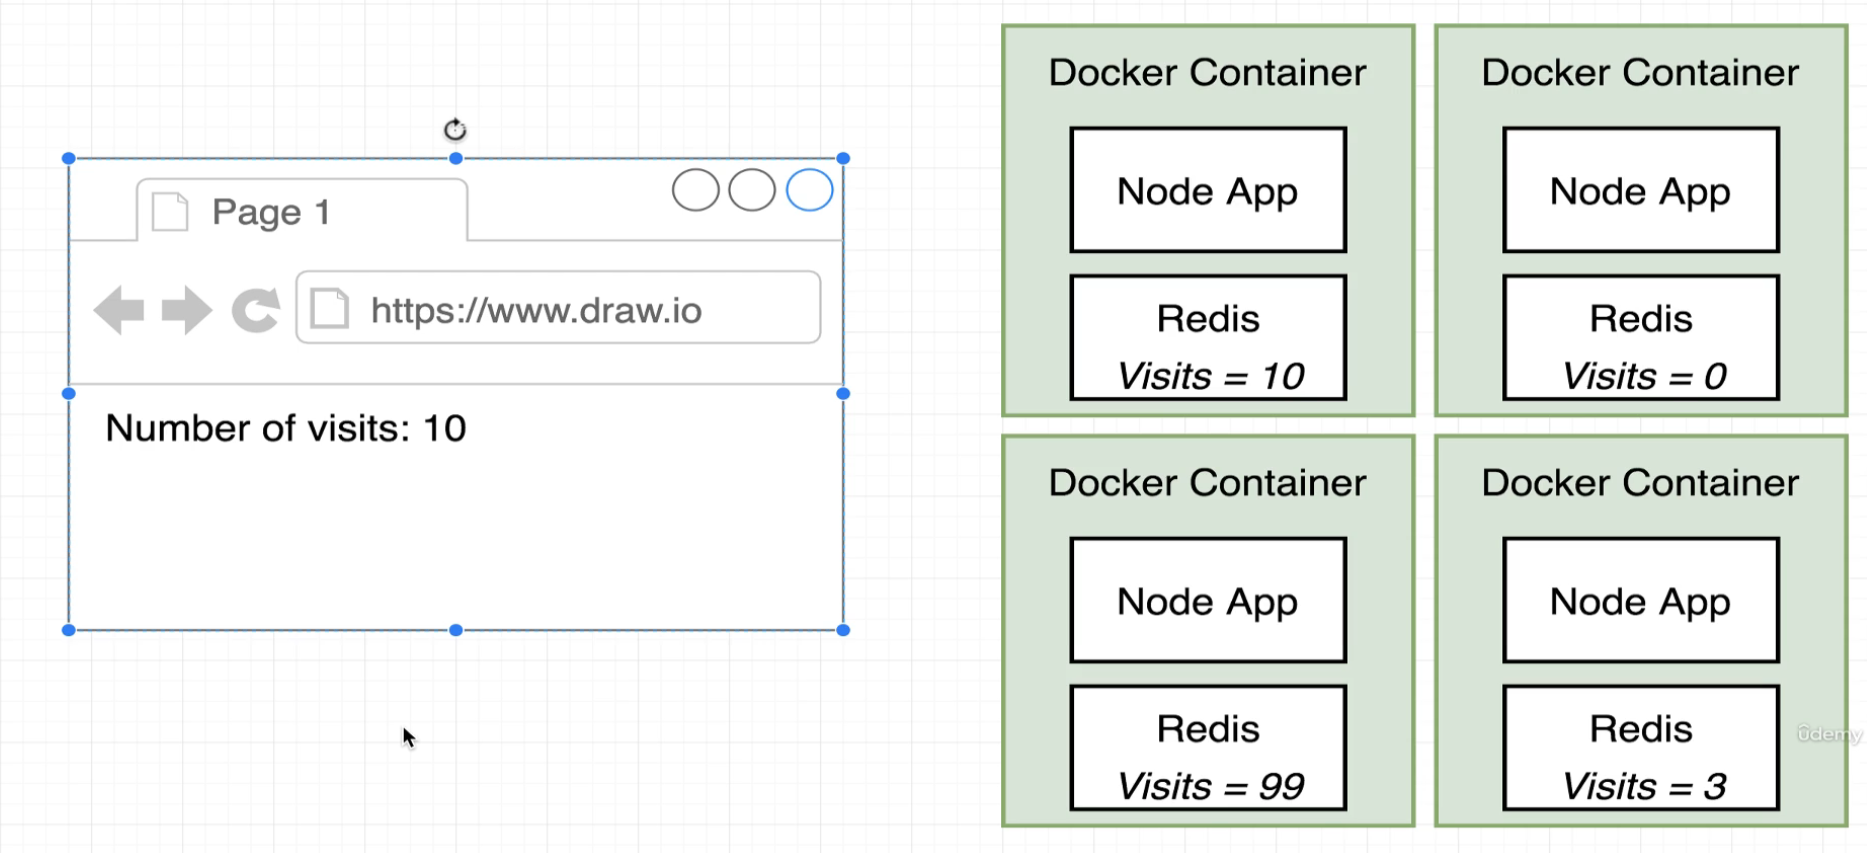 Page 1
https://www.draw.io
Number of visits: 10
Docker Container
Node App
Redis
Visits = 10
Docker Container
Node App
Redis
Visits = 0
Docker Container
Node App
Redis
Visits = 99
Docker Container
Node App
Redis
Visits = 3
ûdemy